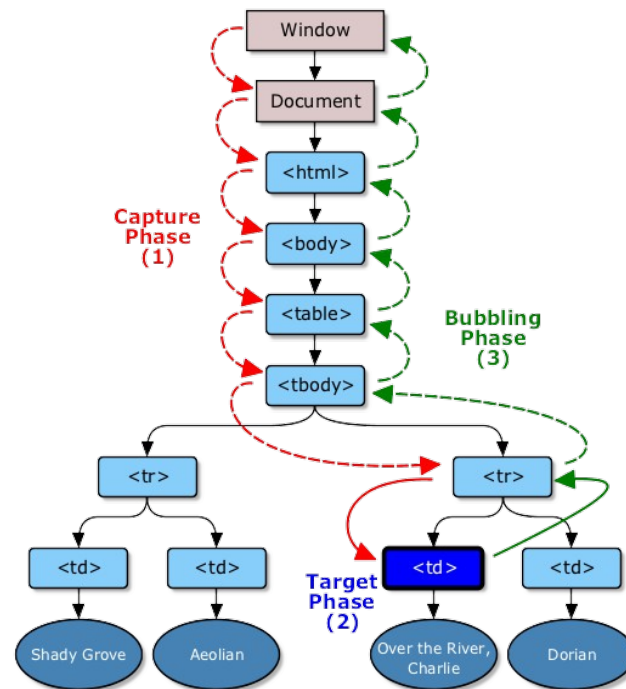 Window
Document
<html>
Capture
Phase
(1)
<body>
<table>
Bubbling
Phase
(3)
<tbody>
<tr>
<tr>
<td>
<td>
Target
Phase
(2)
<td>
<td>
Shady Grove
Aeolian
Over the River,
Charlie
Dorian